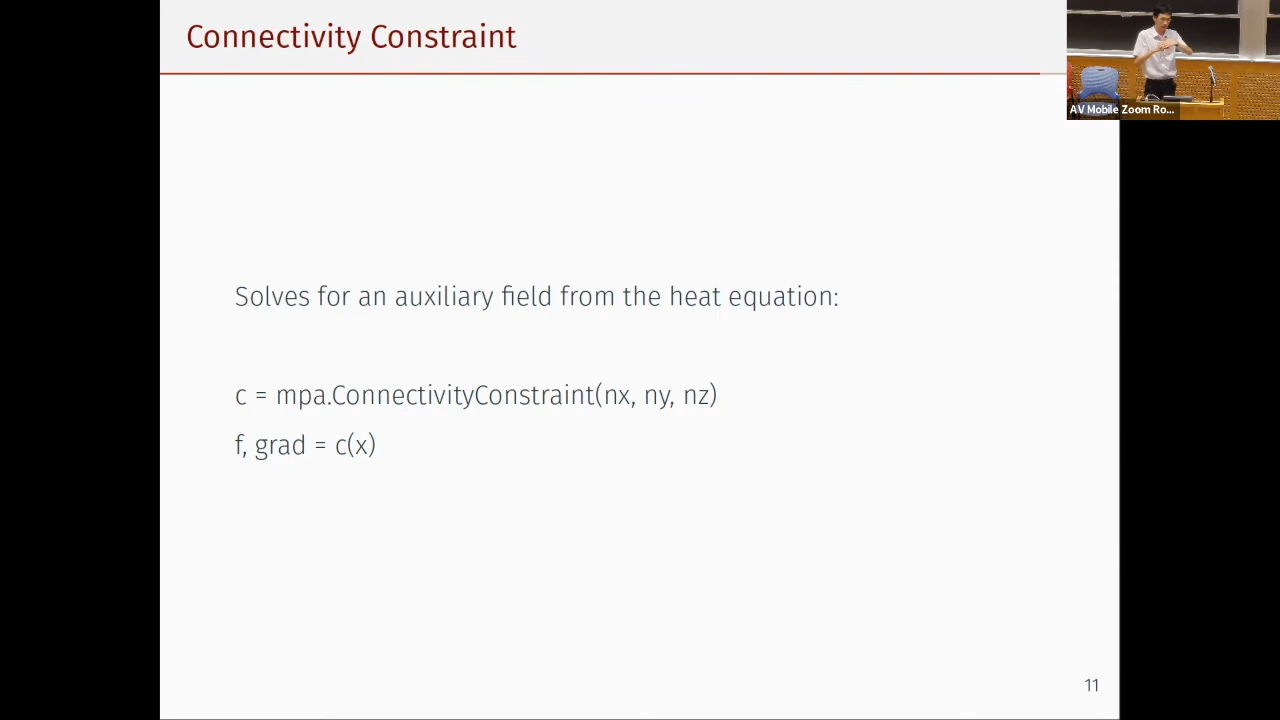 Connectivity Constraint
AV Mobile Zoom Ro...
Solves for an auxiliary field from the heat equation:
c = mpa.ConnectivityConstraint(nx, ny, nz)
f, grad = c(x)
11